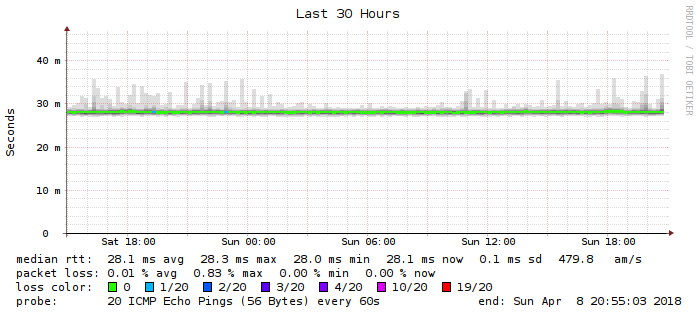 Last 30 Hours
RRDTOOL / TOBI OETIKER
Seconds
40 m
30 m
20 m
10 m
0
Sat 18:00 Sun 00:00 Sun 06:00 Sun 12:00 Sun 18:00
median rtt: 28.1 ms avg 28.3 ms max 28.0 ms min 28.1 ms now 0.1 ms sd 479.8 am/s
packet loss: 0.01 % avg 0.83 % max 0.00 % min 0.00 % now
loss color: 0 1/20 2/20 3/20 4/20 10/20 19/20
probe: 20 ICMP Echo Pings (56 Bytes) every 60s end: Sun Apr 8 20:55:03 2018